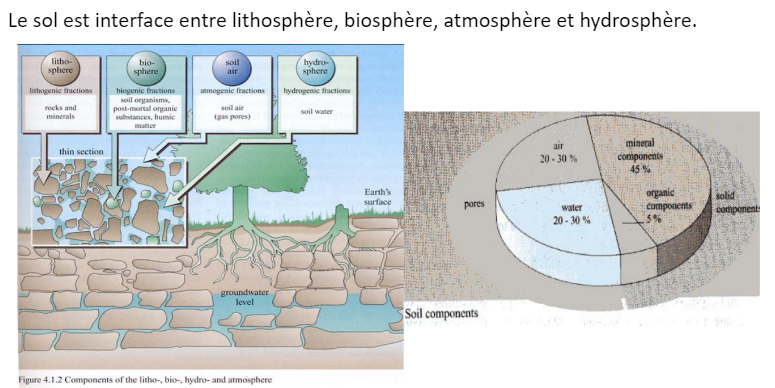 Le sol est interface entre lithosphère, biosphère, atmosphère et hydrosphère.
litho-
sphere
bio-
sphere
soil
air
hydro-
sphere
lithogenic fractions
biogenic fractions
atmogenic fractions
hydrogenic fractions
rocks and
minerals
soil organisms,
post-mortal organic
substances, humic
matter
soil air
(gas pores)
soil water
thin section
Earth's
surface
groundwater
level
Figure 4.1.2 Components of the litho-, bio-, hydro- and atmosphere
air
20 - 30 %
mineral
components
45 %
pores
water
20 - 30 %
organic
components
5 %
solid
components
Soil components